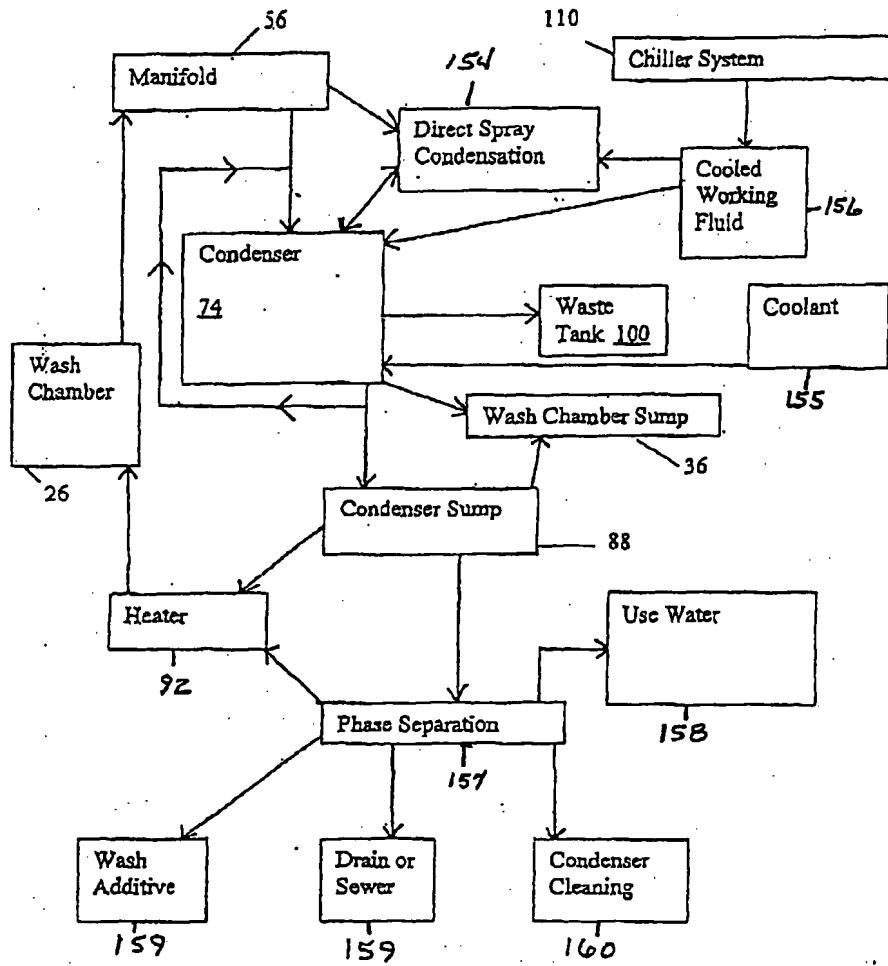 56
110
Manifold
154
Chiller System
Direct Spray
Condensation
Cooled
Working
Fluid
156
Condenser
74
Waste
Tank 100
Coolant
155
Wash
Chamber
26
Wash Chamber Sump
36
Condenser Sump
88
Heater
92
Use Water
158
Phase Separation
157
Wash
Additive
159
Drain or
Sewer
159
Condenser
Cleaning
160